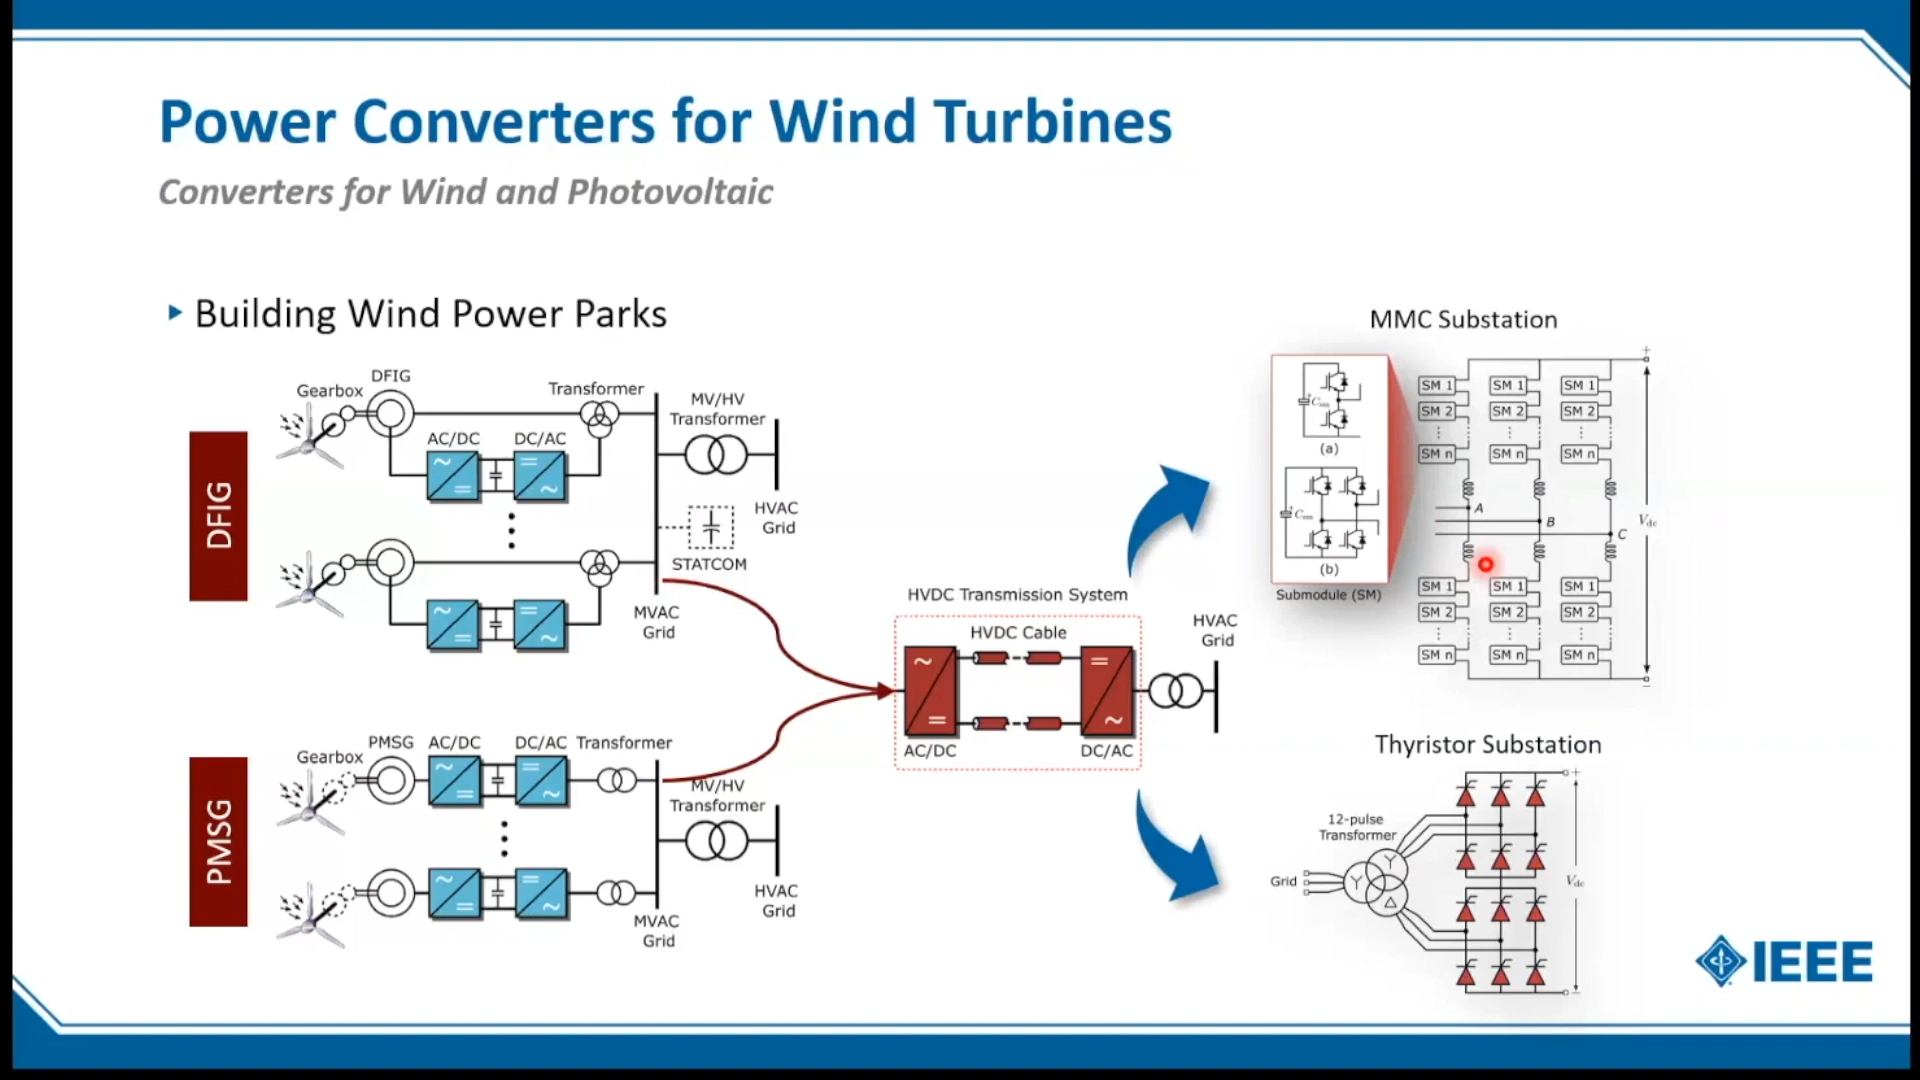 Power Converters for Wind Turbines
Converters for Wind and Photovoltaic
Building Wind Power Parks
DFIG
Gearbox
DFIG
AC/DC
DC/AC
Transformer
MV/HV
Transformer
HVAC
Grid
STATCOM
MVAC
Grid
PMSG
Gearbox
PMSG
AC/DC
DC/AC
Transformer
MV/HV
Transformer
HVAC
Grid
MVAC
Grid
HVDC Transmission System
HVDC Cable
AC/DC
DC/AC
HVAC
Grid
MMC Substation
(a)
(b)
Submodule (SM)
SM 1 SM 1 SM 1
SM 2 SM 2 SM 2
SM n SM n SM n
A
B
C
Vdc
SM 1 SM 1 SM 1
SM 2 SM 2 SM 2
SM n SM n SM n
Thyristor Substation
12-pulse
Transformer
Grid
Y
Y
Δ
Vdc
IEEE